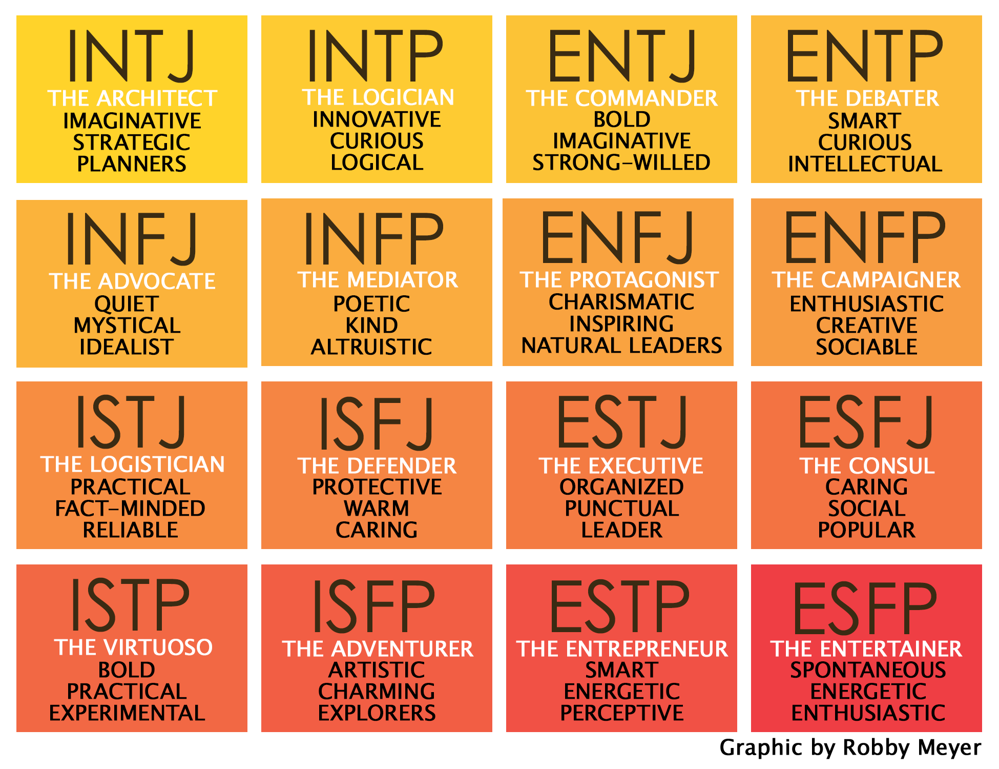 INTJ
THE ARCHITECT
IMAGINATIVE
STRATEGIC
PLANNERS
INTP
THE LOGICIAN
INNOVATIVE
CURIOUS
LOGICAL
ENTJ
THE COMMANDER
BOLD
IMAGINATIVE
STRONG-WILLED
ENTP
THE DEBATER
SMART
CURIOUS
INTELLECTUAL
INFJ
THE ADVOCATE
QUIET
MYSTICAL
IDEALIST
INFP
THE MEDIATOR
POETIC
KIND
ALTRUISTIC
ENFJ
THE PROTAGONIST
CHARISMATIC
INSPIRING
NATURAL LEADERS
ENFP
THE CAMPAIGNER
ENTHUSIASTIC
CREATIVE
SOCIABLE
ISTJ
THE LOGISTICIAN
PRACTICAL
FACT-MINDED
RELIABLE
ISFJ
THE DEFENDER
PROTECTIVE
WARM
CARING
ESTJ
THE EXECUTIVE
ORGANIZED
PUNCTUAL
LEADER
ESFJ
THE CONSUL
CARING
SOCIAL
POPULAR
ISTP
THE VIRTUOSO
BOLD
PRACTICAL
EXPERIMENTAL
ISFP
THE ADVENTURER
ARTISTIC
CHARMING
EXPLORERS
ESTP
THE ENTREPRENEUR
SMART
ENERGETIC
PERCEPTIVE
ESFP
THE ENTERTAINER
SPONTANEOUS
ENERGETIC
ENTHUSIASTIC
Graphic by Robby Meyer